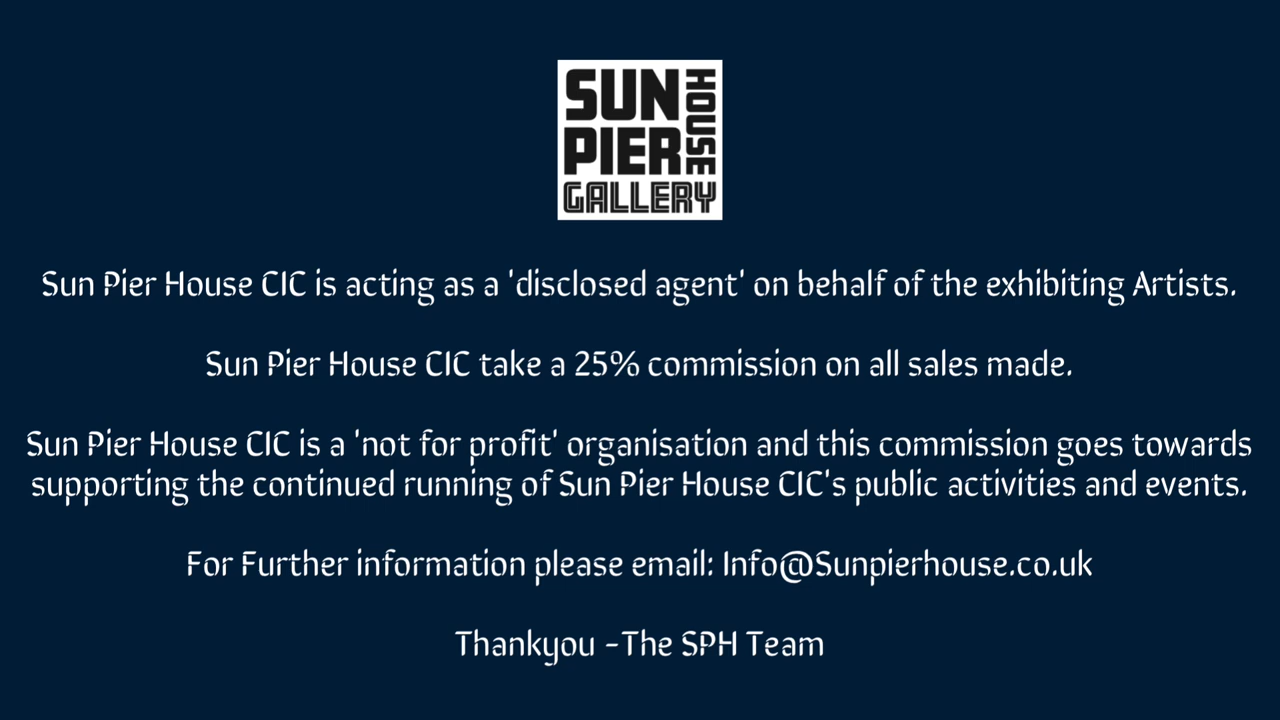 SUN
PIER
HOUSE
GALLERY
Sun Pier House CIC is acting as a 'disclosed agent' on behalf of the exhibiting Artists.
Sun Pier House CIC take a 25% commission on all sales made.
Sun Pier House CIC is a 'not for profit' organisation and this commission goes towards
supporting the continued running of Sun Pier House CIC's public activities and events.
For Further information please email: Info@Sunpierhouse.co.uk
Thankyou -The SPH Team